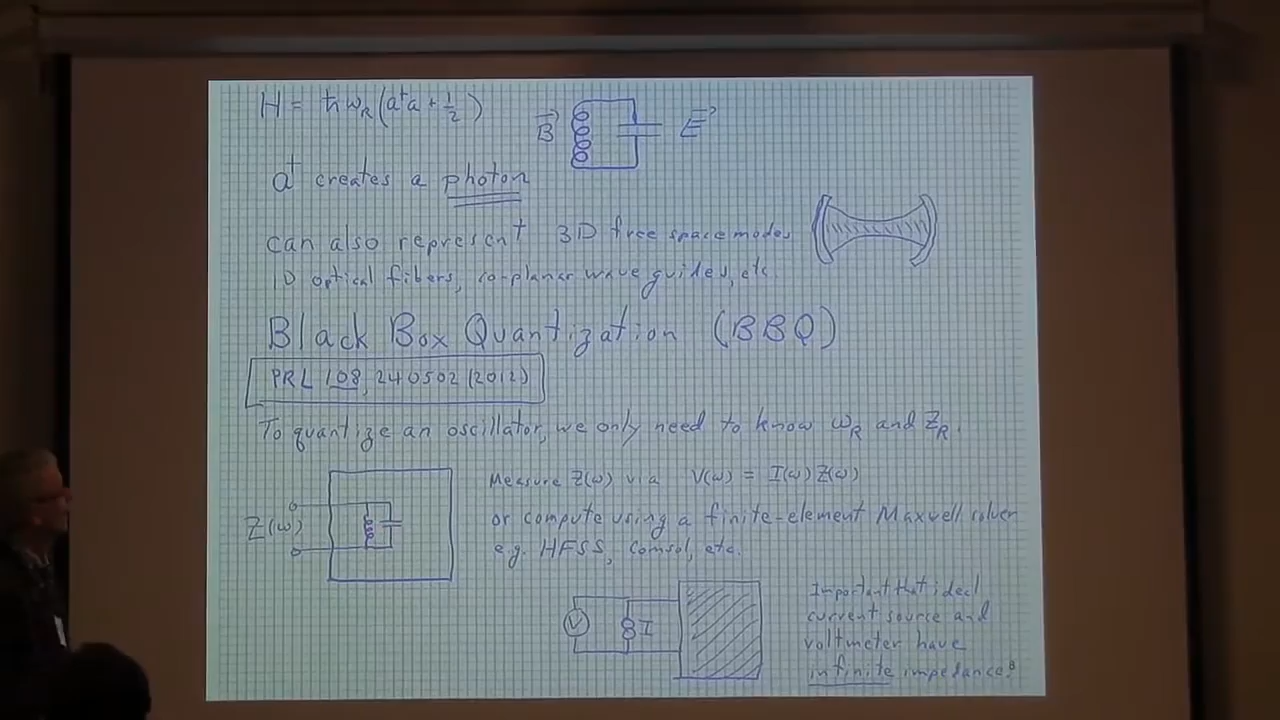 H = ħω_R(a†a + 1/2)
B⃗ E⃗
a† creates a photon
can also represent 3D free space modes
1D optical fibers, co-planar wave guides, etc.
Black Box Quantization (BBQ)
PRL 108, 240502 (2012)
To quantize an oscillator, we only need to know ω_R and Z_R.
Measure Z(ω) via V(ω) = I(ω)Z(ω)
Z(ω)
or compute using a finite-element Maxwell solver
e.g. HFSS, Comsol, etc.
V I
Important that ideal
current source and
voltmeter have
infinite impedance!